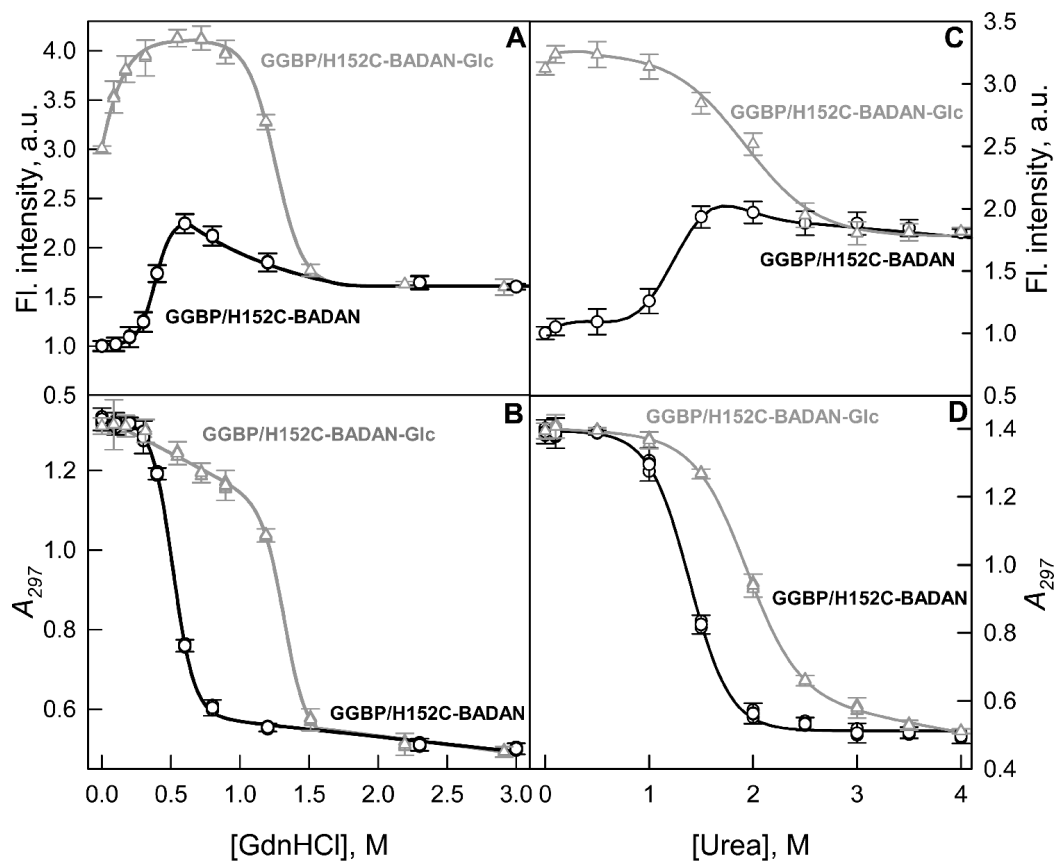 A
GGBP/H152C-BADAN-Glc
GGBP/H152C-BADAN
Fl. intensity, a.u.
4.0
3.5
3.0
2.5
2.0
1.5
1.0
0.5
C
GGBP/H152C-BADAN-Glc
GGBP/H152C-BADAN
3.5
3.0
2.5
2.0
1.5
1.0
0.5
Fl. intensity, a.u.
B
GGBP/H152C-BADAN-Glc
GGBP/H152C-BADAN
A297
1.2
1.0
0.8
0.6
0.0 0.5 1.0 1.5 2.0 2.5 3.0
[GdnHCl], M
D
GGBP/H152C-BADAN-Glc
GGBP/H152C-BADAN
1.4
1.2
1.0
0.8
0.6
0.4
A297
0 1 2 3 4
[Urea], M